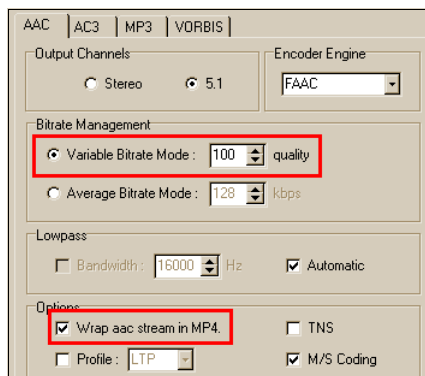 AAC AC3 MP3 VORBIS
Output Channels Encoder Engine
Stereo 5.1 FAAC
Bitrate Management
Variable Bitrate Mode : 100 quality
Average Bitrate Mode : 128 kbps
Lowpass
Bandwidth : 16000 Hz Automatic
Options
Wrap aac stream in MP4. TNS
Profile : LTP M/S Coding